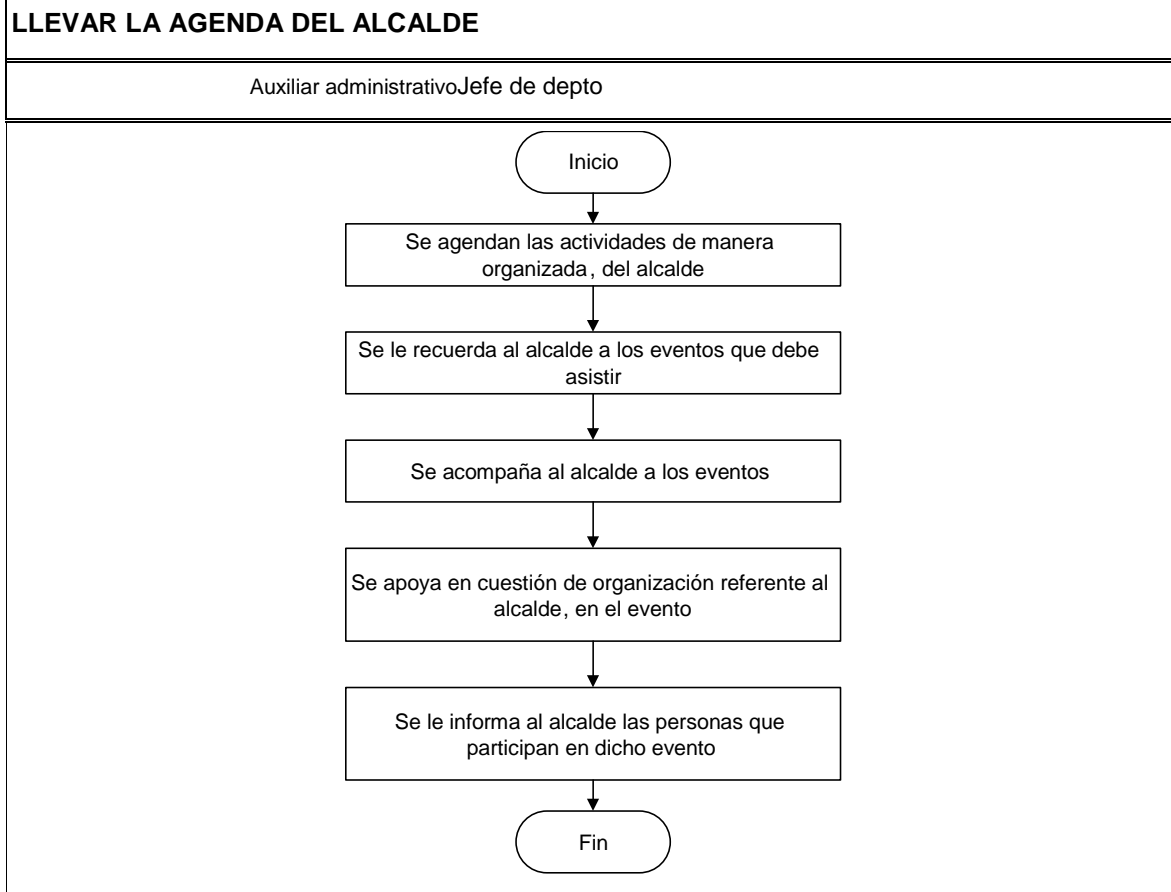 LLEVAR LA AGENDA DEL ALCALDE
Auxiliar administrativoJefe de depto
Inicio
Se agendan las actividades de manera
organizada, del alcalde
Se le recuerda al alcalde a los eventos que debe
asistir
Se acompaña al alcalde a los eventos
Se apoya en cuestión de organización referente al
alcalde, en el evento
Se le informa al alcalde las personas que
participan en dicho evento
Fin